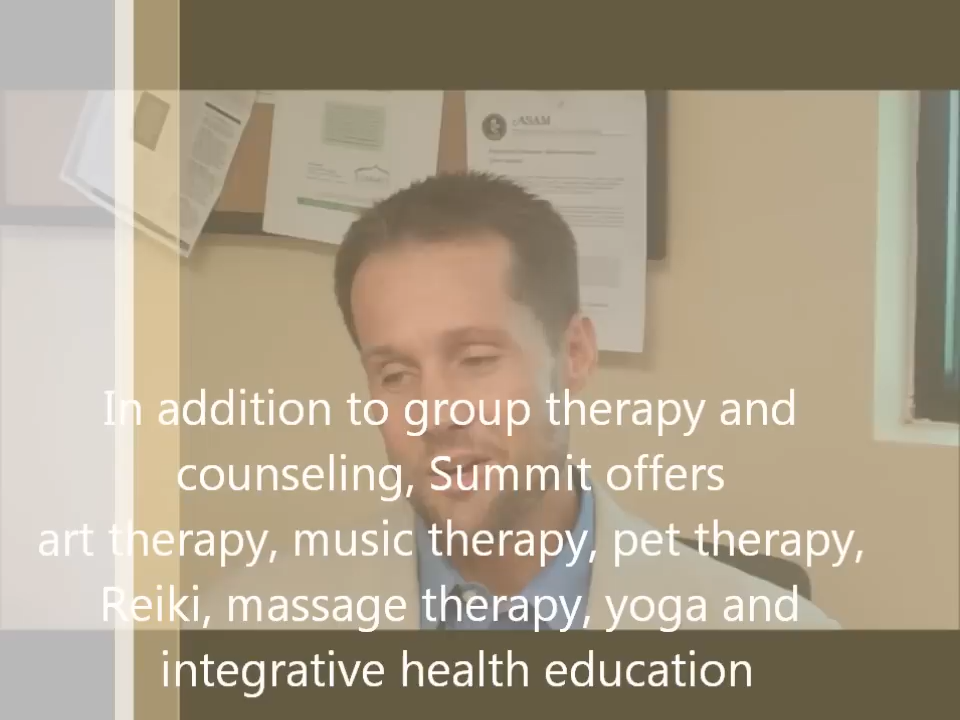 ASAM
In addition to group therapy and
counseling, Summit offers
art therapy, music therapy, pet therapy,
Reiki, massage therapy, yoga and
integrative health education